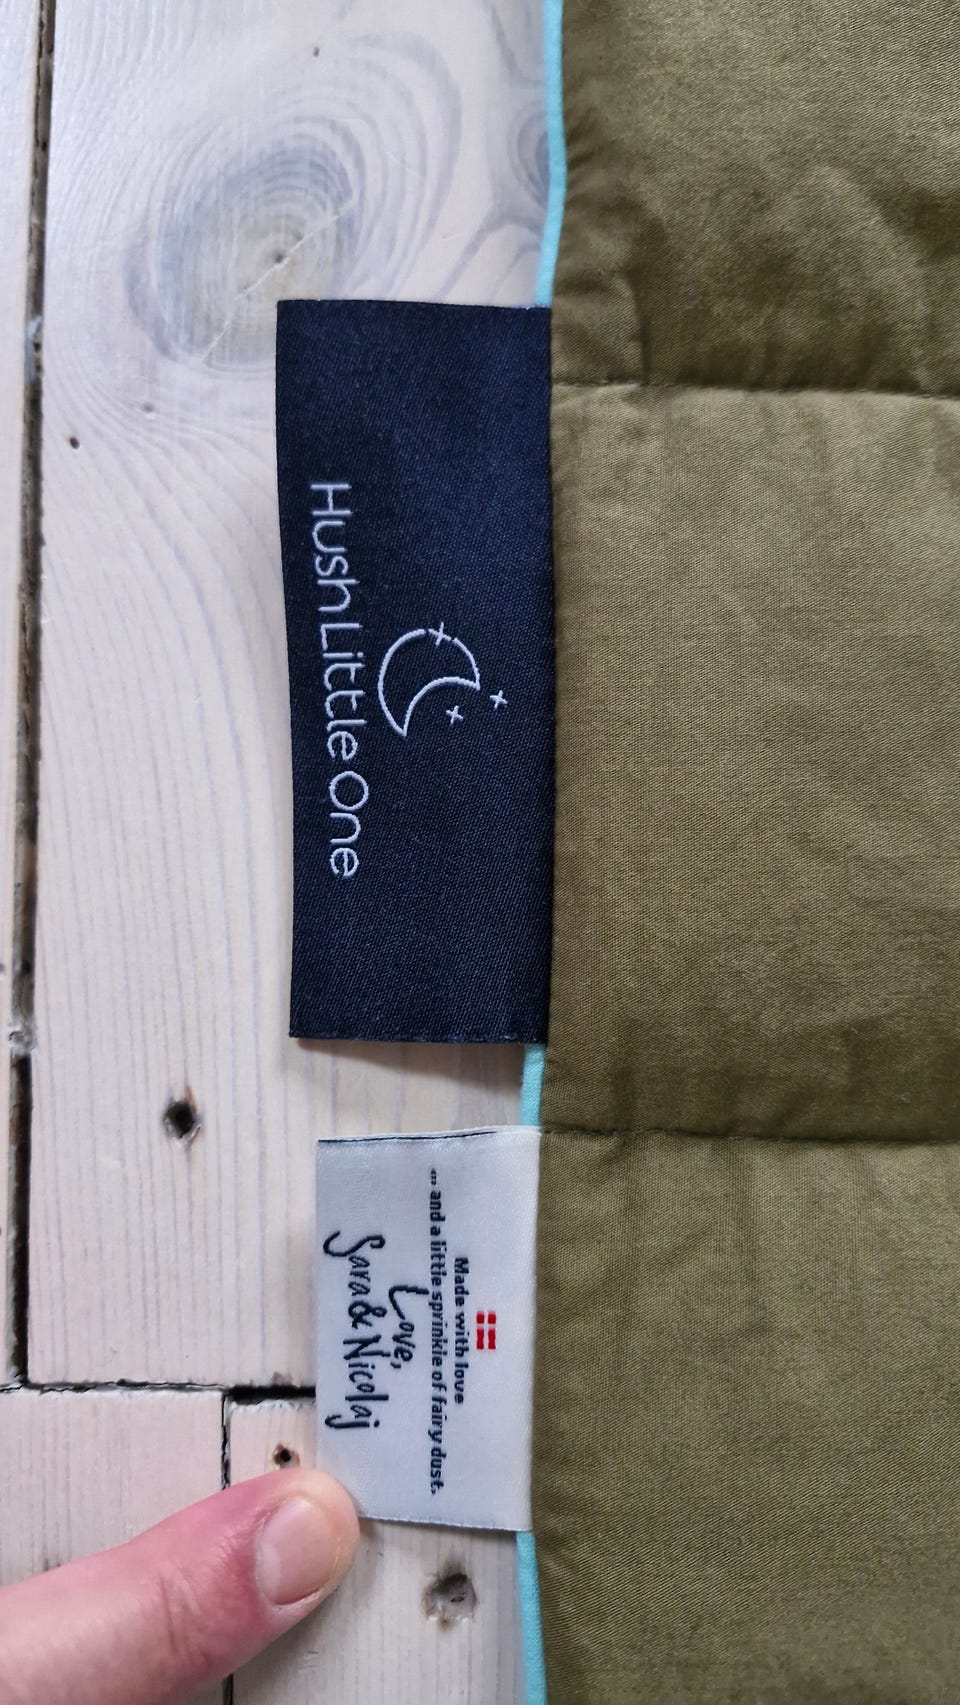 Hush Little One
Made with love
... and a little sprinkle of fairy dust.
Love,
Sara & Nicolaj